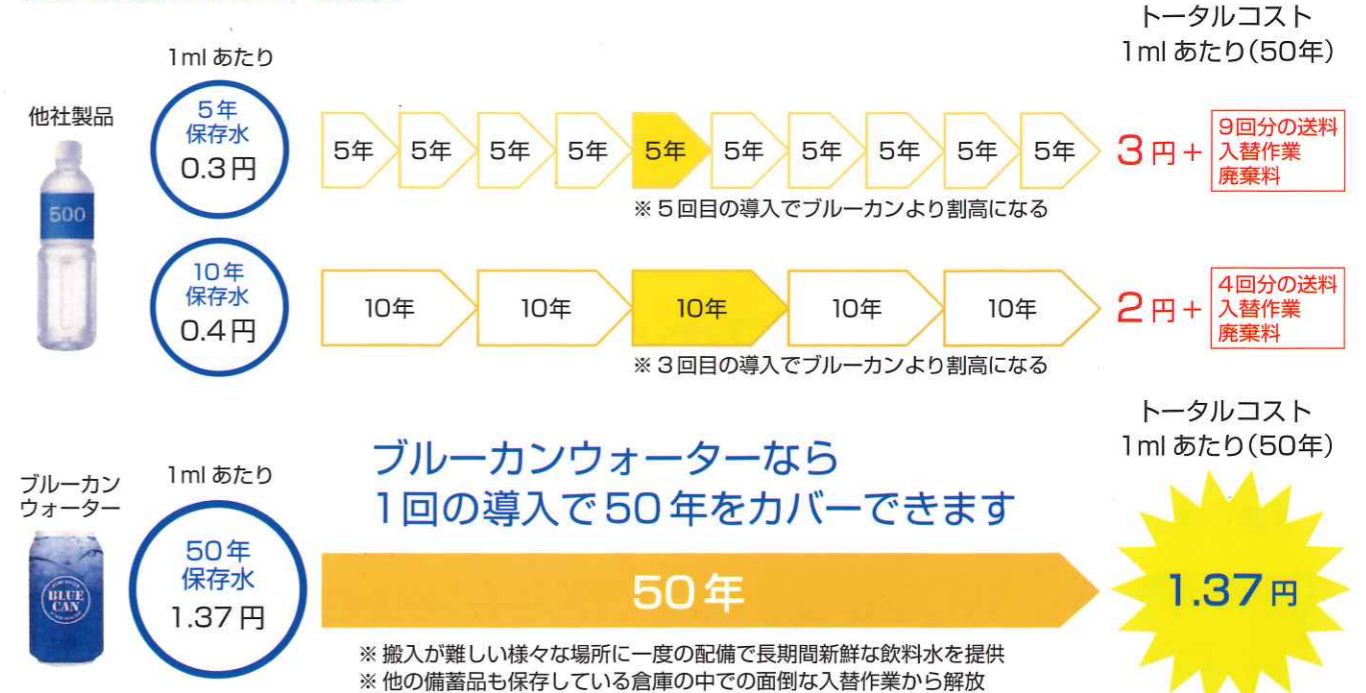 トータルコスト
1mlあたり(50年)
1mlあたり
他社製品
500
5年
保存水
0.3円
5年 5年 5年 5年 5年 5年 5年 5年 5年 5年
3円+
9回分の送料
入替作業
廃棄料
※5回目の導入でブルーカンより割高になる
10年
保存水
0.4円
10年 10年 10年 10年 10年
2円+
4回分の送料
入替作業
廃棄料
※3回目の導入でブルーカンより割高になる
トータルコスト
1mlあたり(50年)
ブルーカン
ウォーター
1mlあたり
ブルーカンウォーターなら
1回の導入で50年をカバーできます
BLUE
CAN
50年
保存水
1.37円
50年
1.37円
※搬入が難しい様々な場所に一度の配備で長期間新鮮な飲料水を提供
※他の備蓄品も保存している倉庫の中での面倒な入替作業から解放